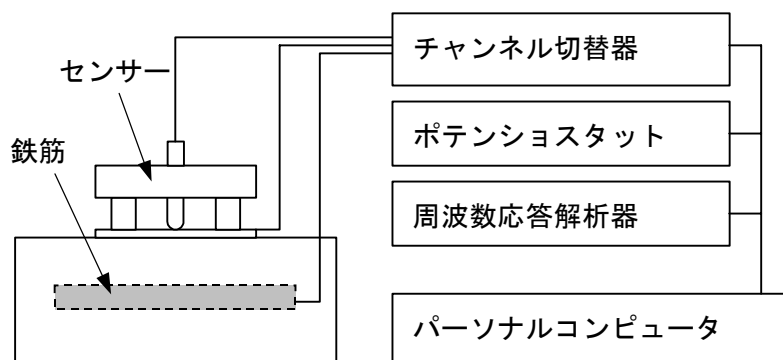 チャンネル切替器
センサー
ポテンショスタット
鉄筋
周波数応答解析器
パーソナルコンピュータ